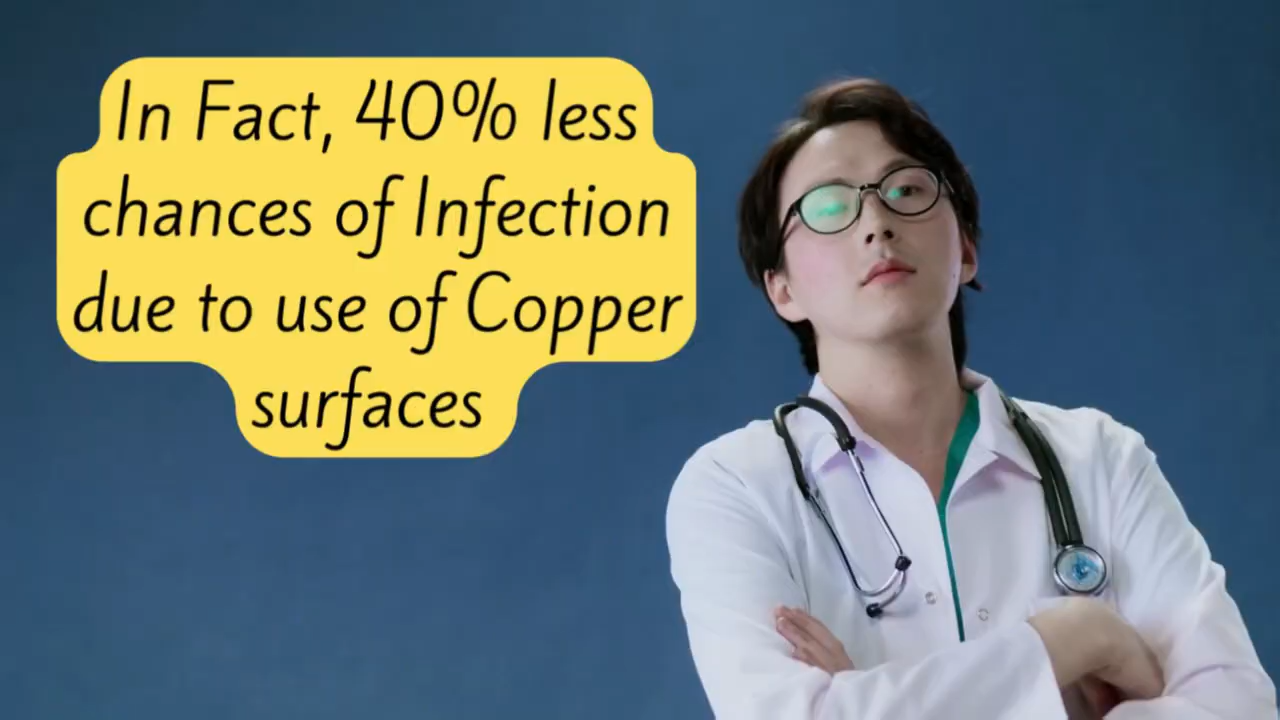 In Fact, 40% less
chances of Infection
due to use of Copper
surfaces